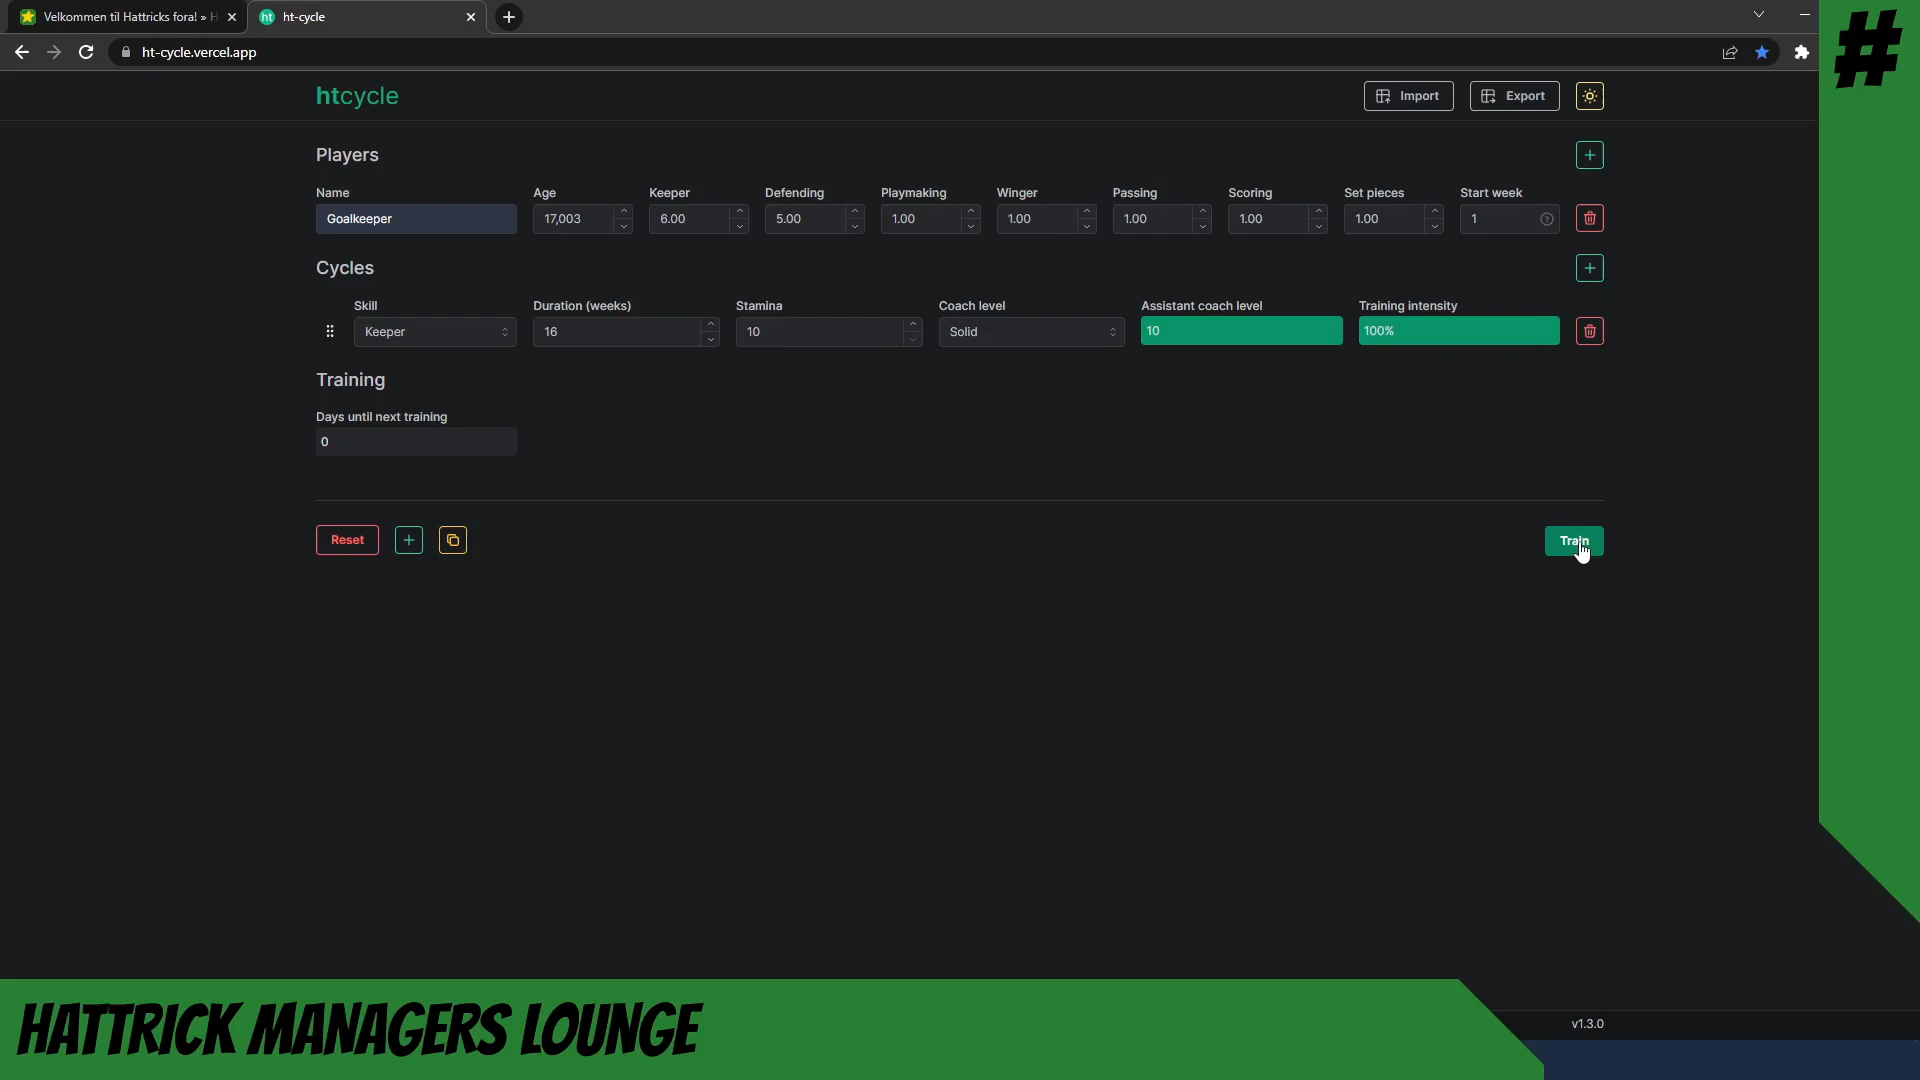 Velkommen til Hattricks fora! » H
ht ht-cycle
ht-cycle.vercel.app
#
htcycle
Import Export
Players
Name Age Keeper Defending Playmaking Winger Passing Scoring Set pieces Start week
Goalkeeper 17,003 6.00 5.00 1.00 1.00 1.00 1.00 1.00 1
Cycles
Skill Duration (weeks) Stamina Coach level Assistant coach level Training intensity
Keeper 16 10 Solid 10 100%
Training
Days until next training
0
Reset Train
HATTRICK MANAGERS LOUNGE
v1.3.0